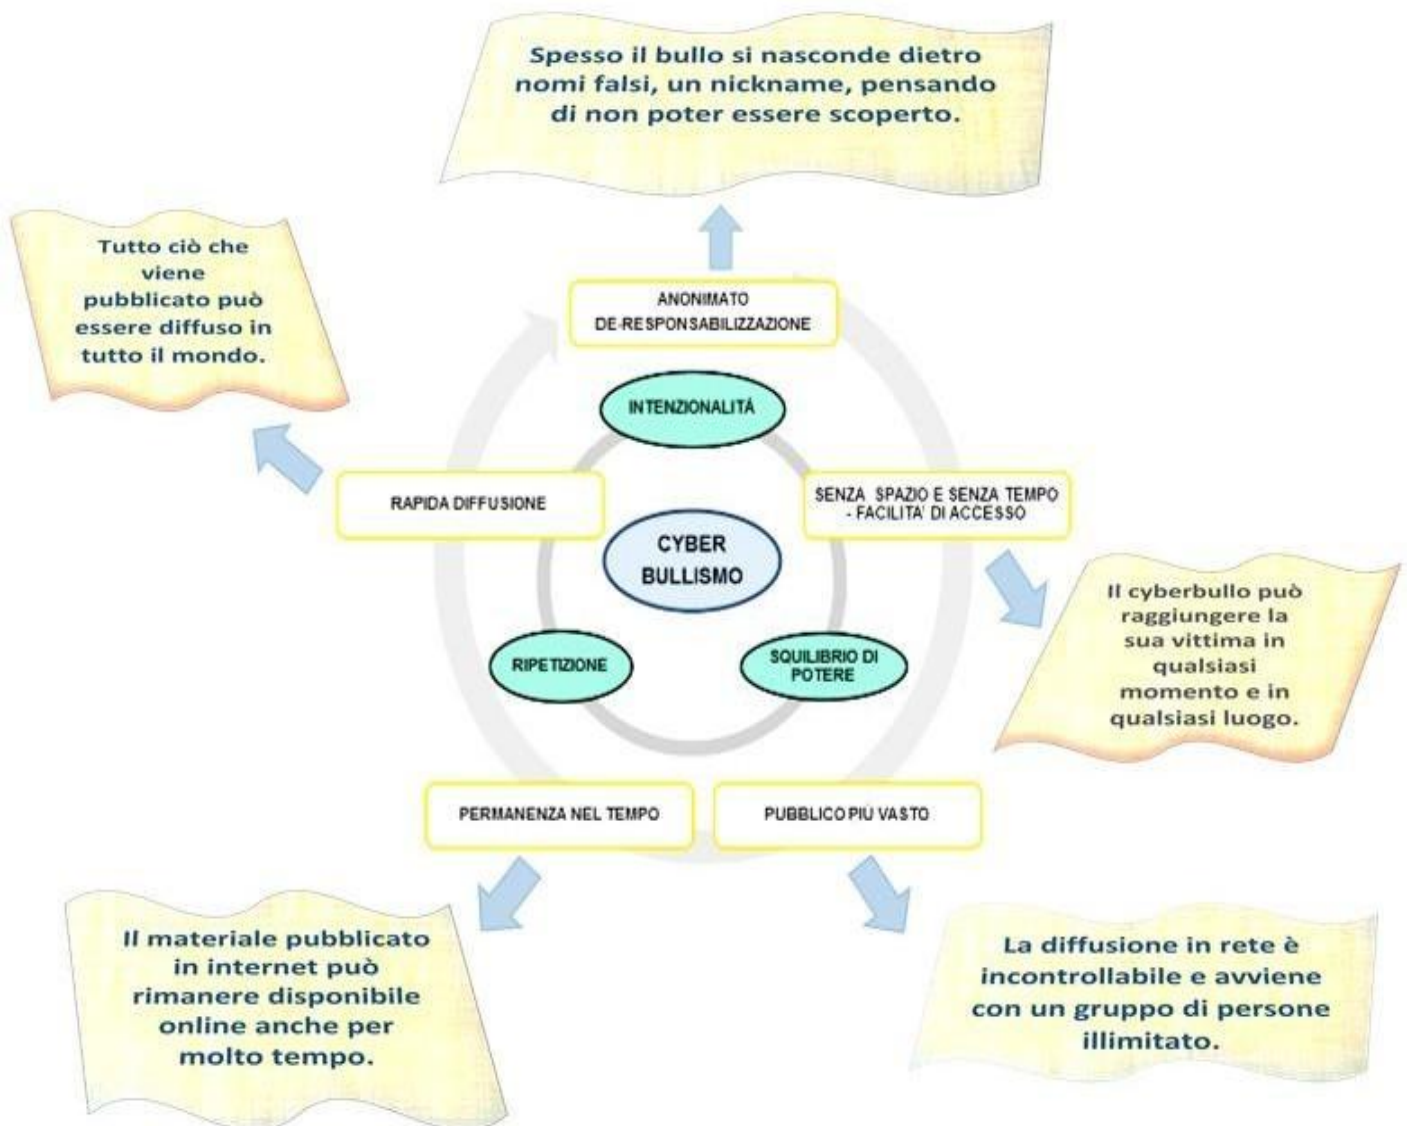 Spesso il bullo si nasconde dietro
nomi falsi, un nickname, pensando
di non poter essere scoperto.
Tutto ciò che
viene
pubblicato può
essere diffuso in
tutto il mondo.
ANONIMATO
DE-RESPONSABILIZZAZIONE
INTENZIONALITÁ
RAPIDA DIFFUSIONE
SENZA SPAZIO E SENZA TEMPO
- FACILITA' DI ACCESSO
CYBER
BULLISMO
Il cyberbullo può
raggiungere la
sua vittima in
qualsiasi
momento e in
qualsiasi luogo.
RIPETIZIONE
SQUILIBRIO DI
POTERE
PERMANENZA NEL TEMPO
PUBBLICO PIÙ VASTO
Il materiale pubblicato
in internet può
rimanere disponibile
online anche per
molto tempo.
La diffusione in rete è
incontrollabile e avviene
con un gruppo di persone
illimitato.